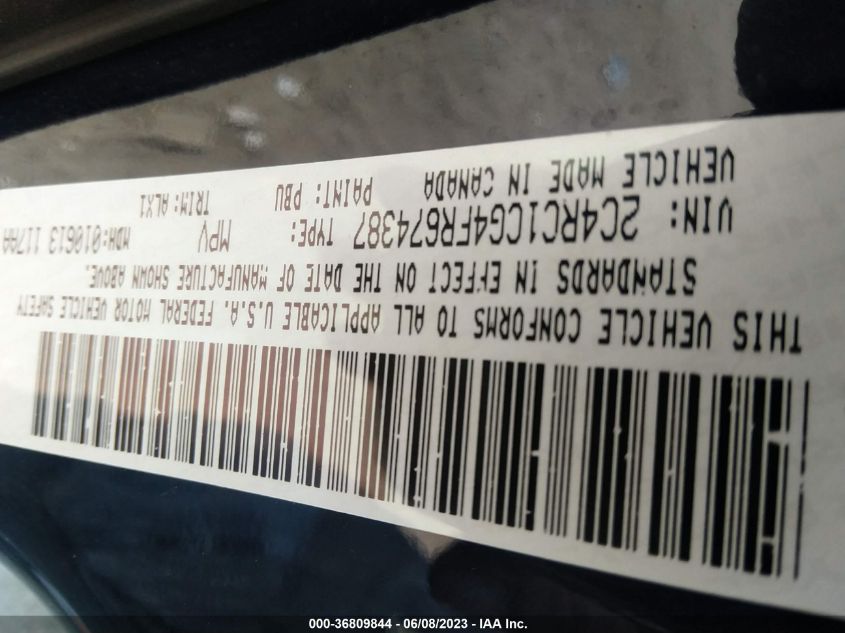 THIS VEHICLE CONFORMS TO ALL APPLICABLE U.S.A. FEDERAL MOTOR VEHICLE SAFETY
STANDARDS IN EFFECT ON THE DATE OF MANUFACTURE SHOWN ABOVE.
VIN: 2C4RC1CG4FR674387 TYPE: MPV MDH:010613 117AA
VEHICLE MADE IN CANADA PAINT: PBU TRIM:ALX1
000-36809844 - 06/08/2023 - IAA Inc.